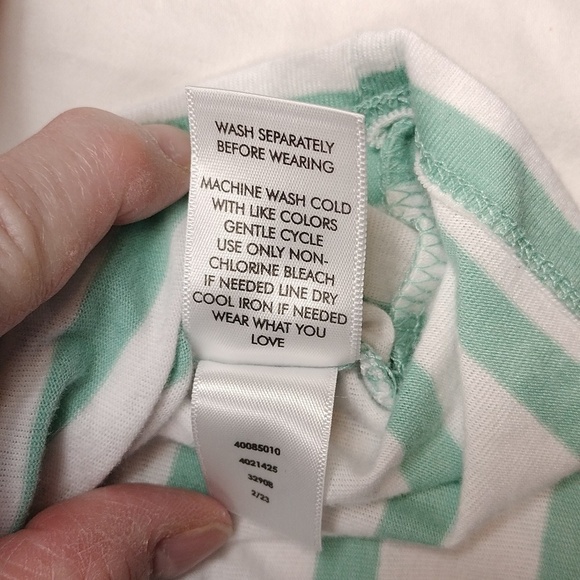 WASH SEPARATELY
BEFORE WEARING
MACHINE WASH COLD
WITH LIKE COLORS
GENTLE CYCLE
USE ONLY NON-
CHLORINE BLEACH
IF NEEDED LINE DRY
COOL IRON IF NEEDED
WEAR WHAT YOU
LOVE
40085010
4021425
32908
2/23